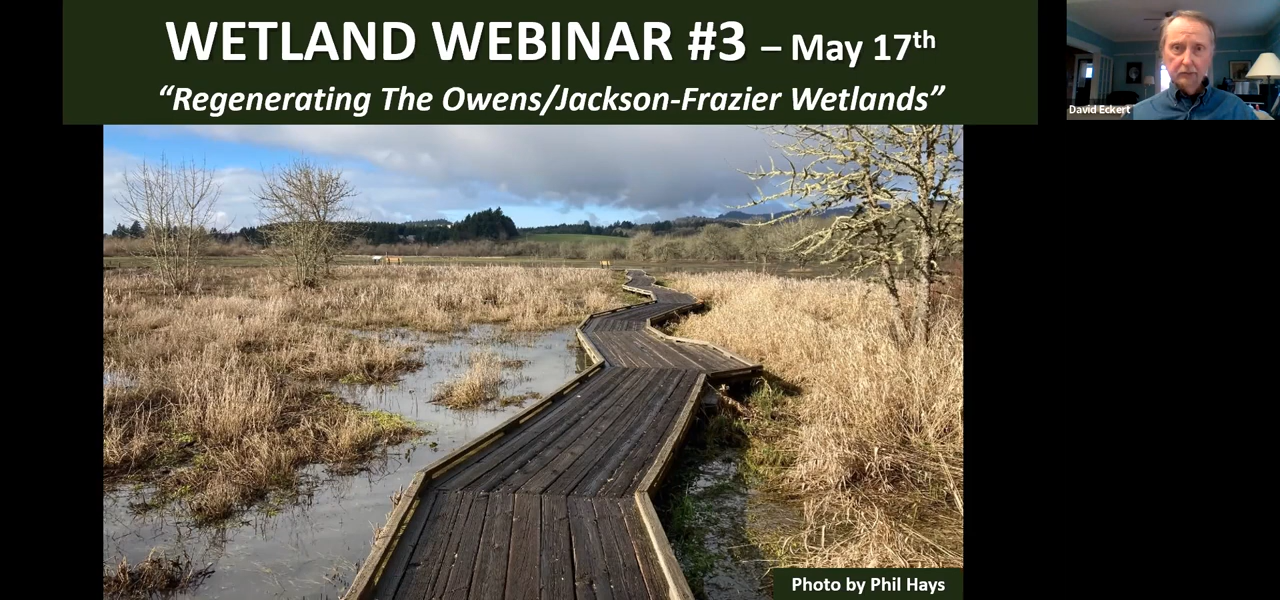 WETLAND WEBINAR #3 – May 17th
“Regenerating The Owens/Jackson-Frazier Wetlands”
David Eckert
Photo by Phil Hays